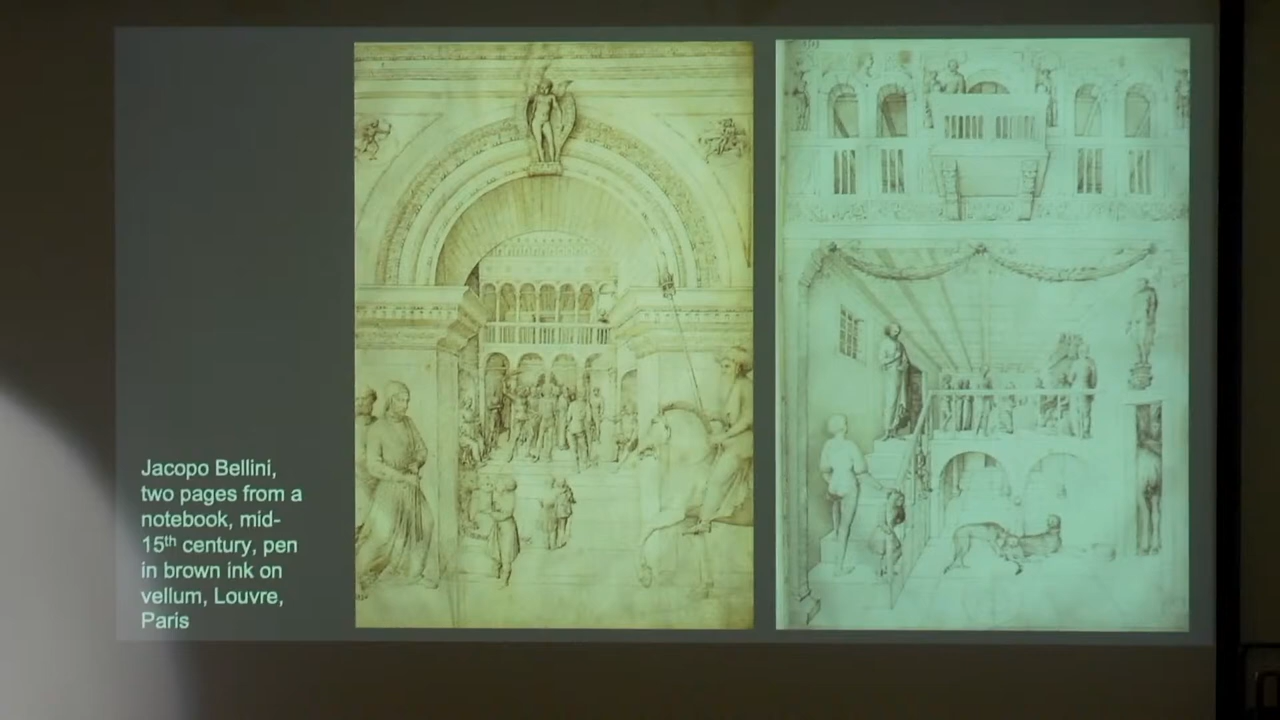 Jacopo Bellini,
two pages from a
notebook, mid-
15th century, pen
in brown ink on
vellum, Louvre,
Paris